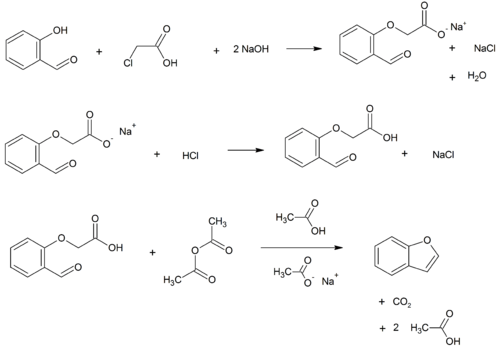 OH
O
+
Cl
O
OH
+ 2 NaOH
O
O
O⁻ Na⁺
O
+ NaCl
+ H₂O
O
O
O⁻ Na⁺
O
+ HCl
O
O
OH
O
+ NaCl
O
O
OH
O
+
CH₃
O
O
O
CH₃
H₃C
O
OH
H₃C
O
O⁻ Na⁺
O
+ CO₂
+ 2 H₃C
O
OH